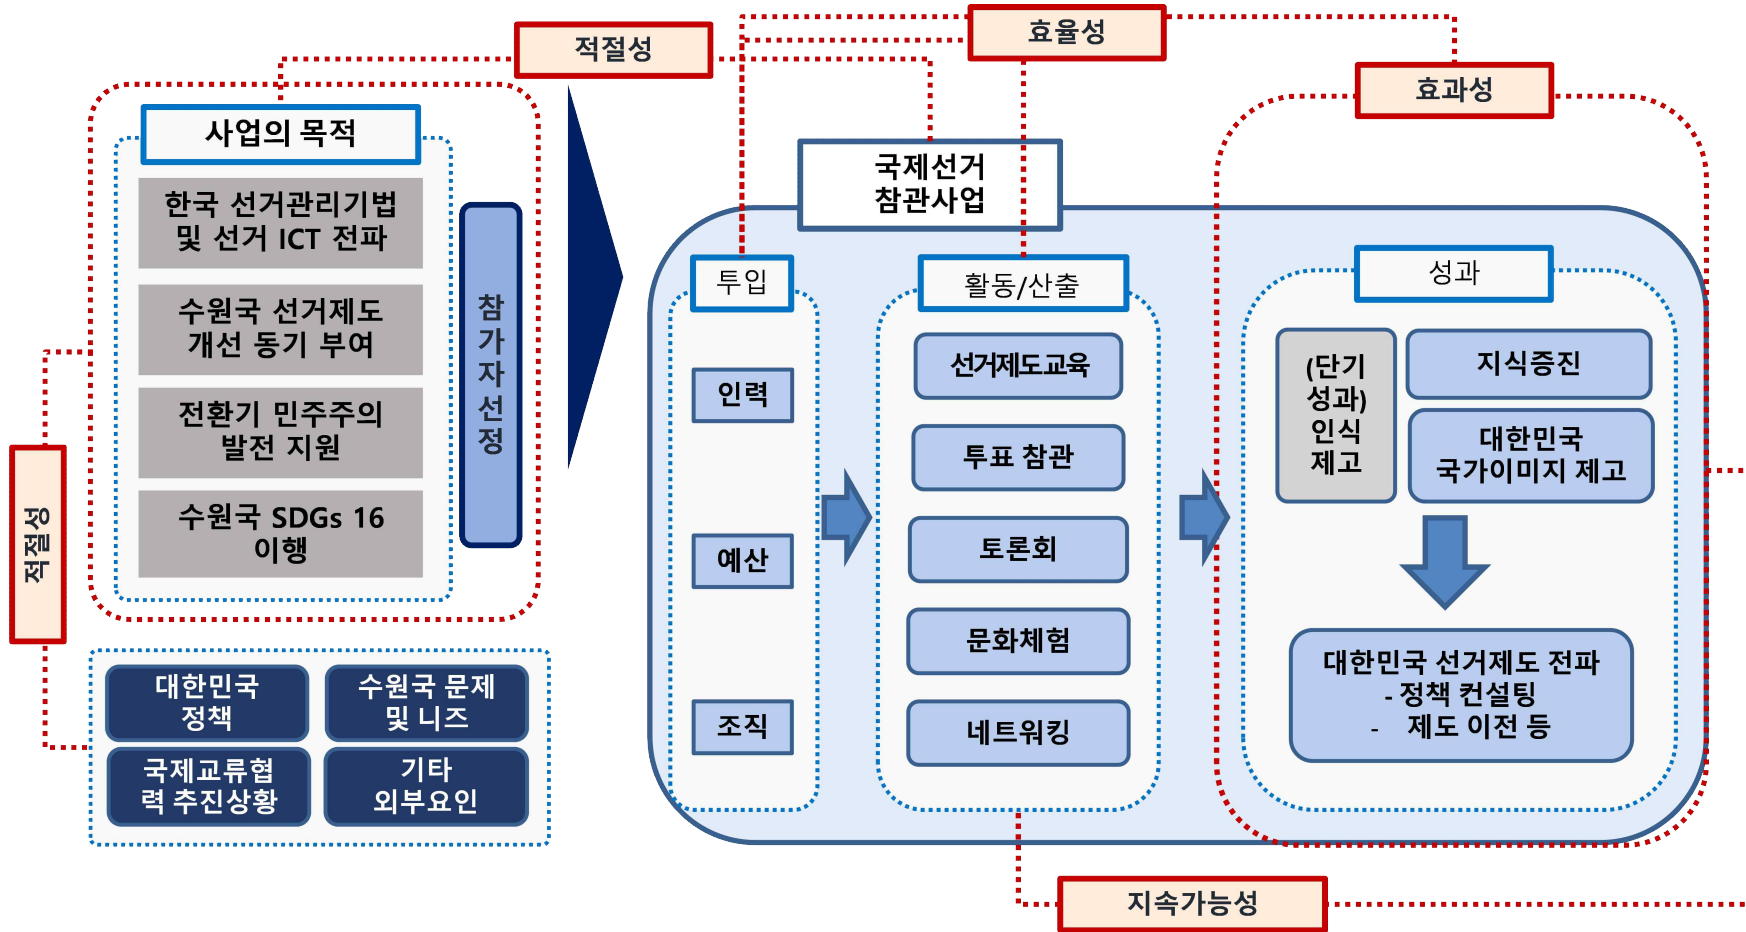 적절성
효율성
효과성
사업의 목적
한국 선거관리기법
및 선거 ICT 전파
수원국 선거제도
개선 동기 부여
전환기 민주주의
발전 지원
수원국 SDGs 16
이행
참
가
자
선
정
적절성
대한민국
정책
수원국 문제
및 니즈
국제교류협
력 추진상황
기타
외부요인
국제선거
참관사업
투입
인력
예산
조직
활동/산출
선거제도교육
투표 참관
토론회
문화체험
네트워킹
성과
(단기
성과)
인식
제고
지식증진
대한민국
국가이미지 제고
대한민국 선거제도 전파
- 정책 컨설팅
- 제도 이전 등
지속가능성